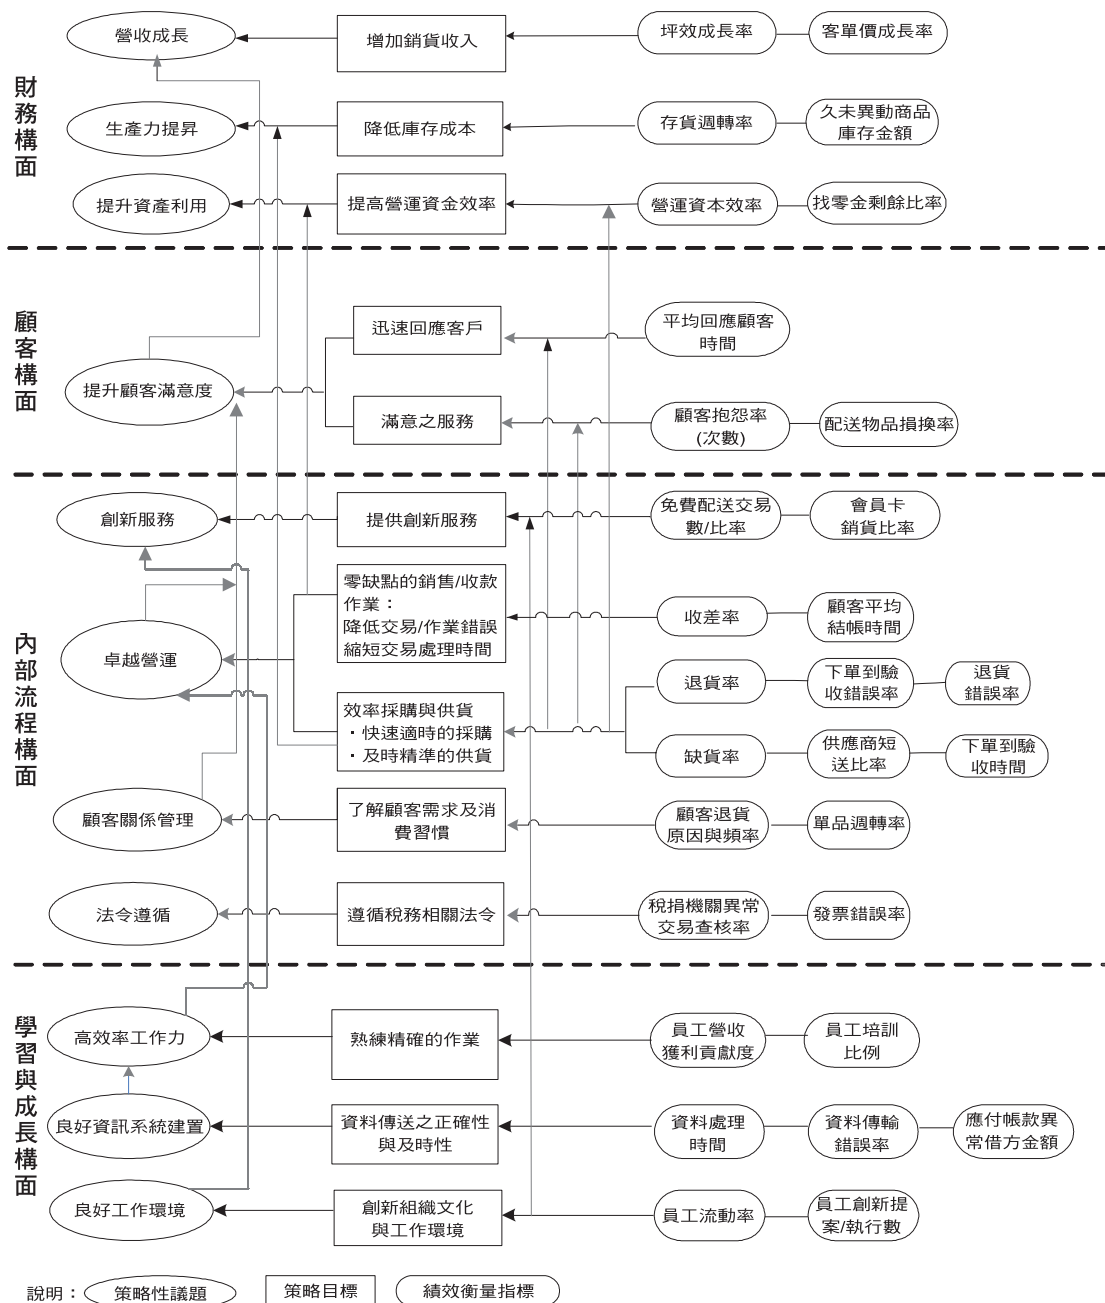 財務構面
營收成長
增加銷貨收入
坪效成長率
客單價成長率
生產力提昇
降低庫存成本
存貨週轉率
久未異動商品
庫存金額
提升資產利用
提高營運資金效率
營運資本效率
找零金剩餘比率
顧客構面
提升顧客滿意度
迅速回應客戶
平均回應顧客
時間
滿意之服務
顧客抱怨率
(次數)
配送物品損換率
內部流程構面
創新服務
提供創新服務
免費配送交易
數/比率
會員卡
銷貨比率
卓越營運
零缺點的銷售/收款
作業：
降低交易/作業錯誤
縮短交易處理時間
收差率
顧客平均
結帳時間
效率採購與供貨
・快速適時的採購
・及時精準的供貨
退貨率
下單到驗
收錯誤率
退貨
錯誤率
缺貨率
供應商短
送比率
下單到驗
收時間
顧客關係管理
了解顧客需求及消
費習慣
顧客退貨
原因與頻率
單品週轉率
法令遵循
遵循稅務相關法令
稅捐機關異常
交易查核率
發票錯誤率
學習與成長構面
高效率工作力
熟練精確的作業
員工營收
獲利貢獻度
員工培訓
比例
良好資訊系統建置
資料傳送之正確性
與及時性
資料處理
時間
資料傳輸
錯誤率
應付帳款異
常借方金額
良好工作環境
創新組織文化
與工作環境
員工流動率
員工創新提
案/執行數
說明：
策略性議題
策略目標
績效衡量指標